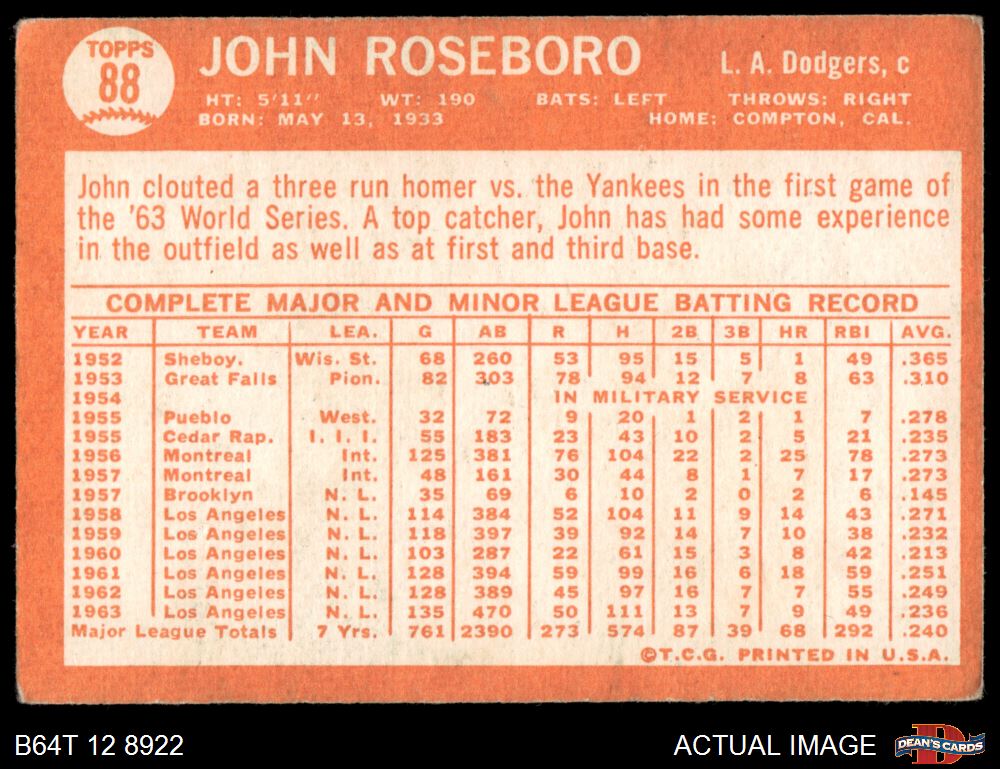 TOPPS
88
JOHN ROSEBORO
L. A. Dodgers, c
HT: 5'11" WT: 190 BATS: LEFT THROWS: RIGHT
BORN: MAY 13, 1933 HOME: COMPTON, CAL.
John clouted a three run homer vs. the Yankees in the first game of
the '63 World Series. A top catcher, John has had some experience
in the outfield as well as at first and third base.
COMPLETE MAJOR AND MINOR LEAGUE BATTING RECORD
YEAR TEAM LEA. G AB R H 2B 3B HR RBI AVG.
1952 Sheboy. Wis. St. 68 260 53 95 15 5 1 49 .365
1953 Great Falls Pion. 82 303 78 94 12 7 8 63 .310
1954 IN MILITARY SERVICE
1955 Pueblo West. 32 72 9 20 1 2 1 7 .278
1955 Cedar Rap. I. I. I. 55 183 23 43 10 2 5 21 .235
1956 Montreal Int. 125 381 76 104 22 2 25 78 .273
1957 Montreal Int. 48 161 30 44 8 1 7 17 .273
1957 Brooklyn N. L. 35 69 6 10 2 0 2 6 .145
1958 Los Angeles N. L. 114 384 52 104 11 9 14 43 .271
1959 Los Angeles N. L. 118 397 39 92 14 7 10 38 .232
1960 Los Angeles N. L. 103 287 22 61 15 3 8 42 .213
1961 Los Angeles N. L. 128 394 59 99 16 6 18 59 .251
1962 Los Angeles N. L. 128 389 45 97 16 7 7 55 .249
1963 Los Angeles N. L. 135 470 50 111 13 7 9 49 .236
Major League Totals 7 Yrs. 761 2390 273 574 87 39 68 292 .240
©T.C.G. PRINTED IN U.S.A.
B64T 12 8922
ACTUAL IMAGE
D
DEAN'S CARDS